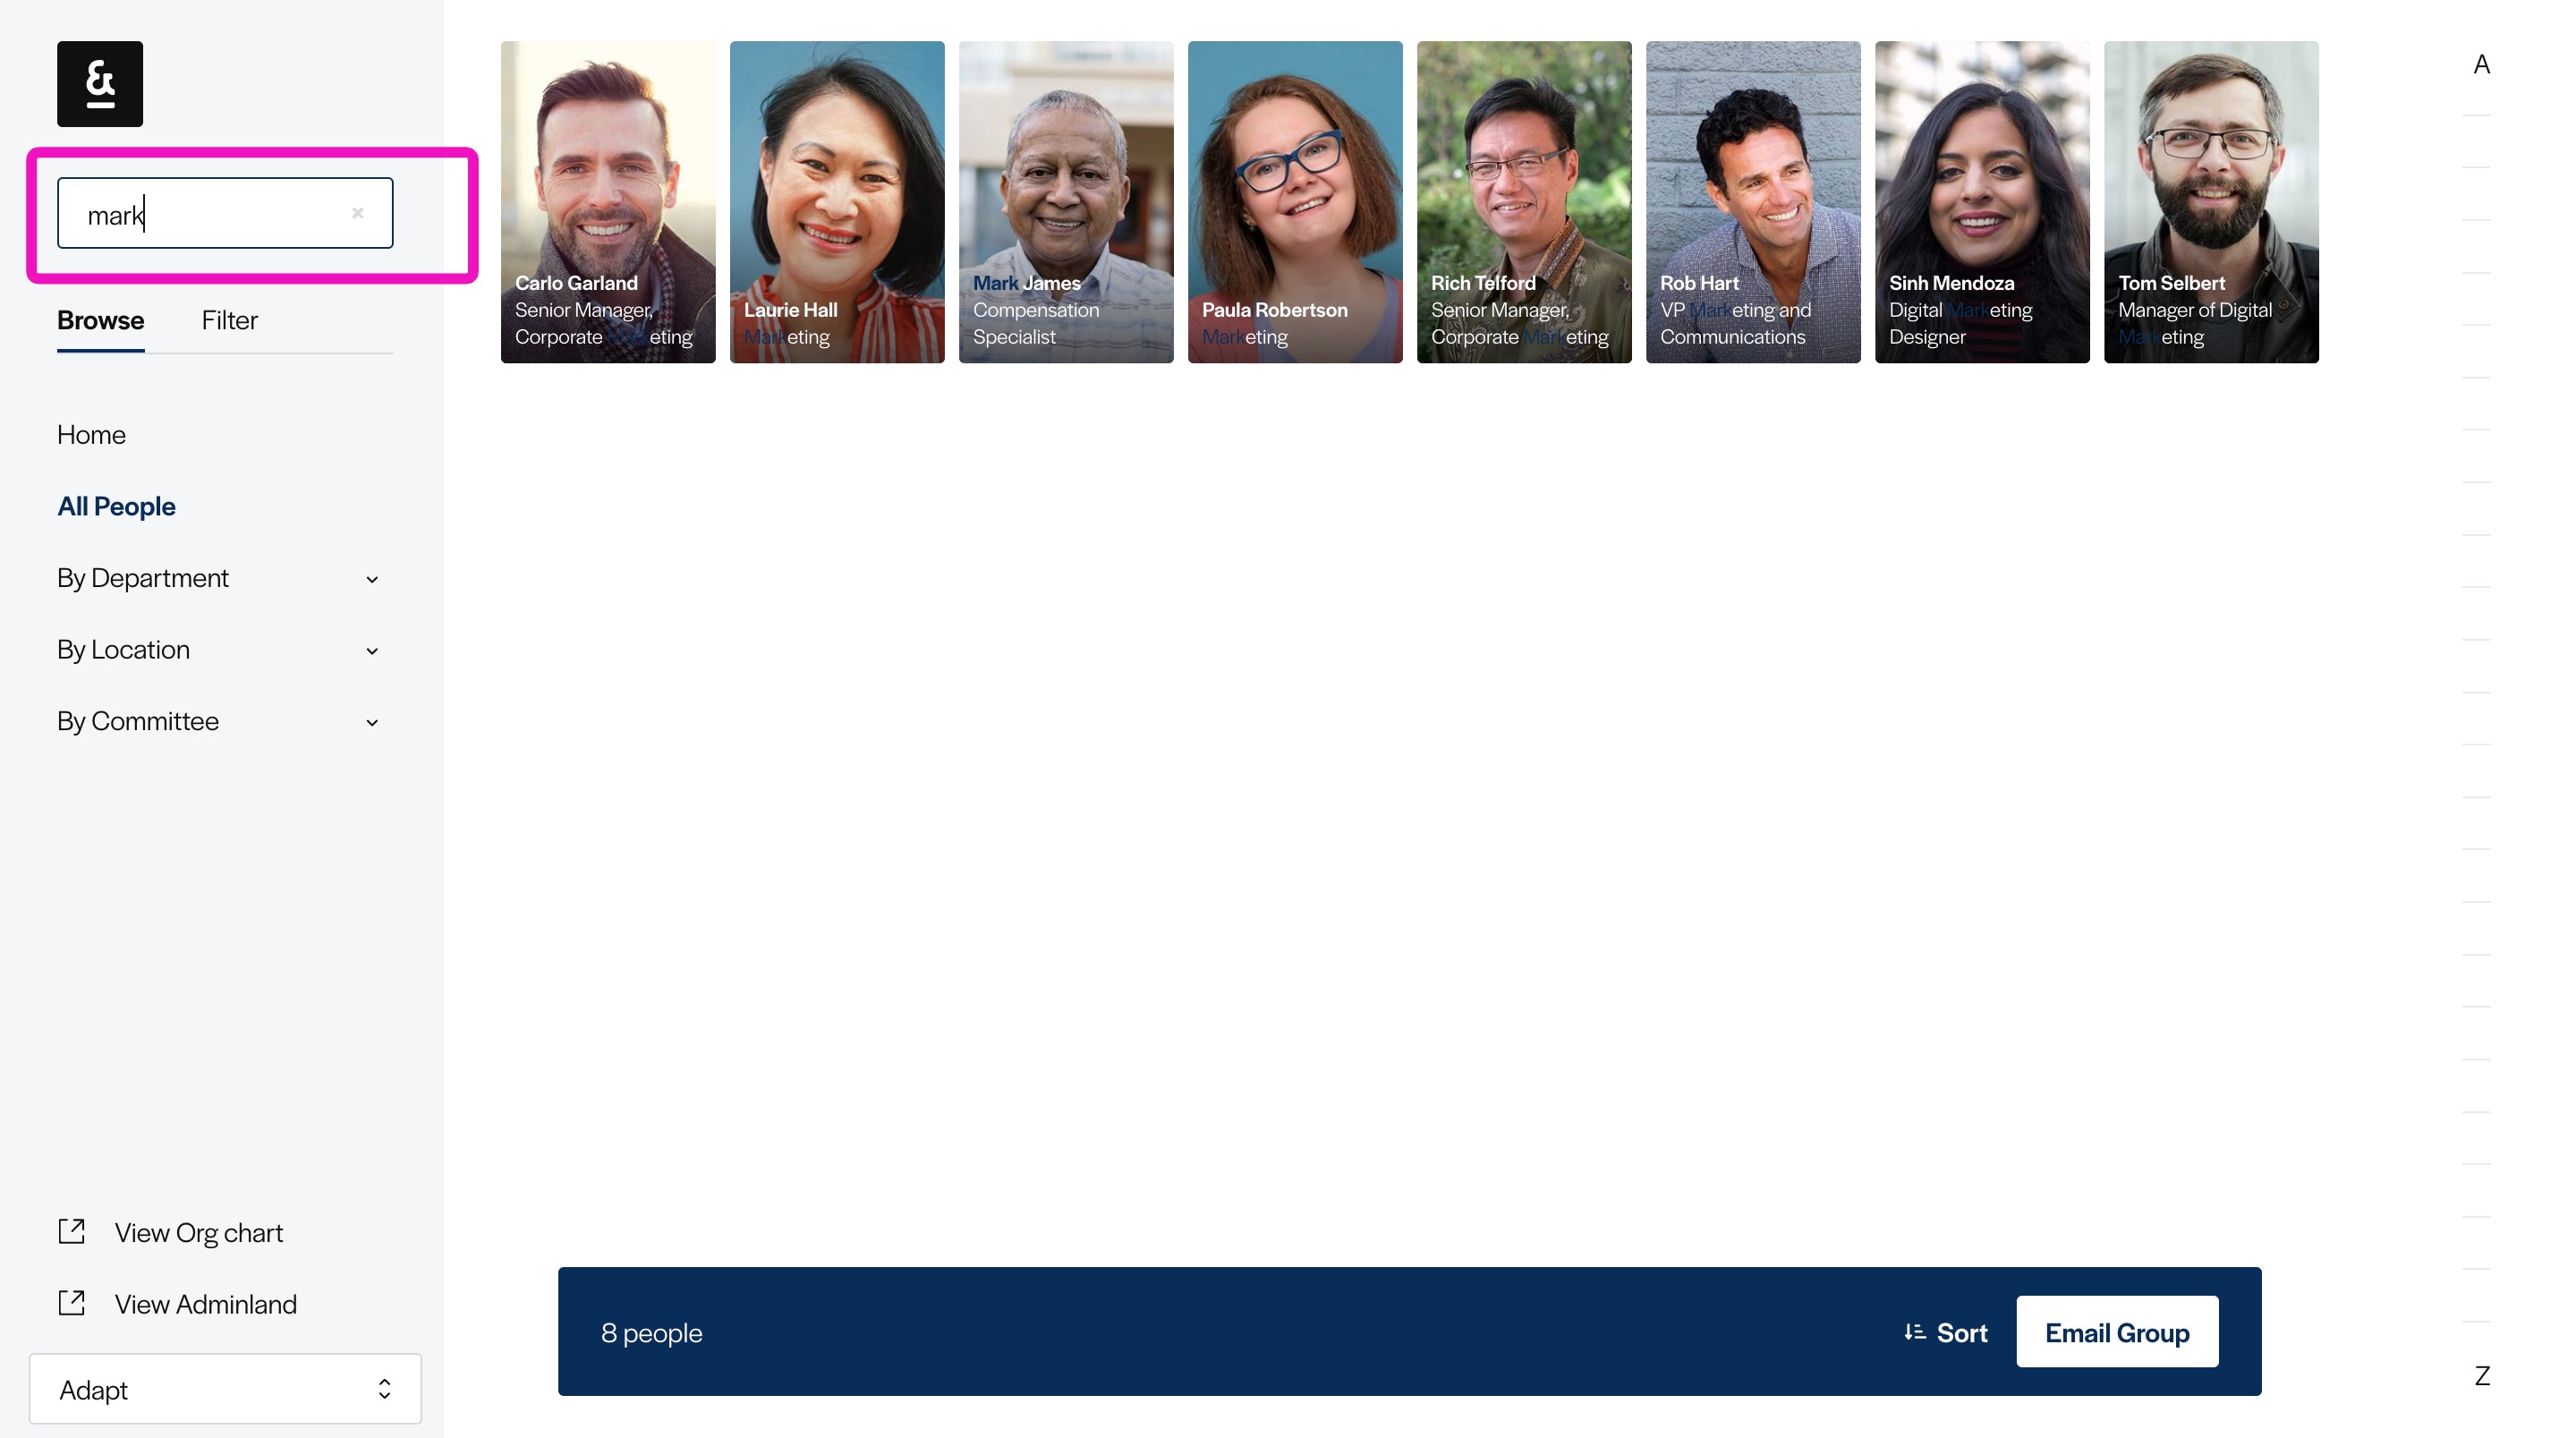 &
mark
Browse
Filter
Home
All People
By Department
By Location
By Committee
View Org chart
View Adminland
Adapt
Carlo Garland
Senior Manager,
Corporate Marketing
Laurie Hall
Marketing
Mark James
Compensation
Specialist
Paula Robertson
Marketing
Rich Telford
Senior Manager,
Corporate Marketing
Rob Hart
VP Marketing and
Communications
Sinh Mendoza
Digital Marketing
Designer
Tom Selbert
Manager of Digital
Marketing
8 people
Sort
Email Group
A
Z